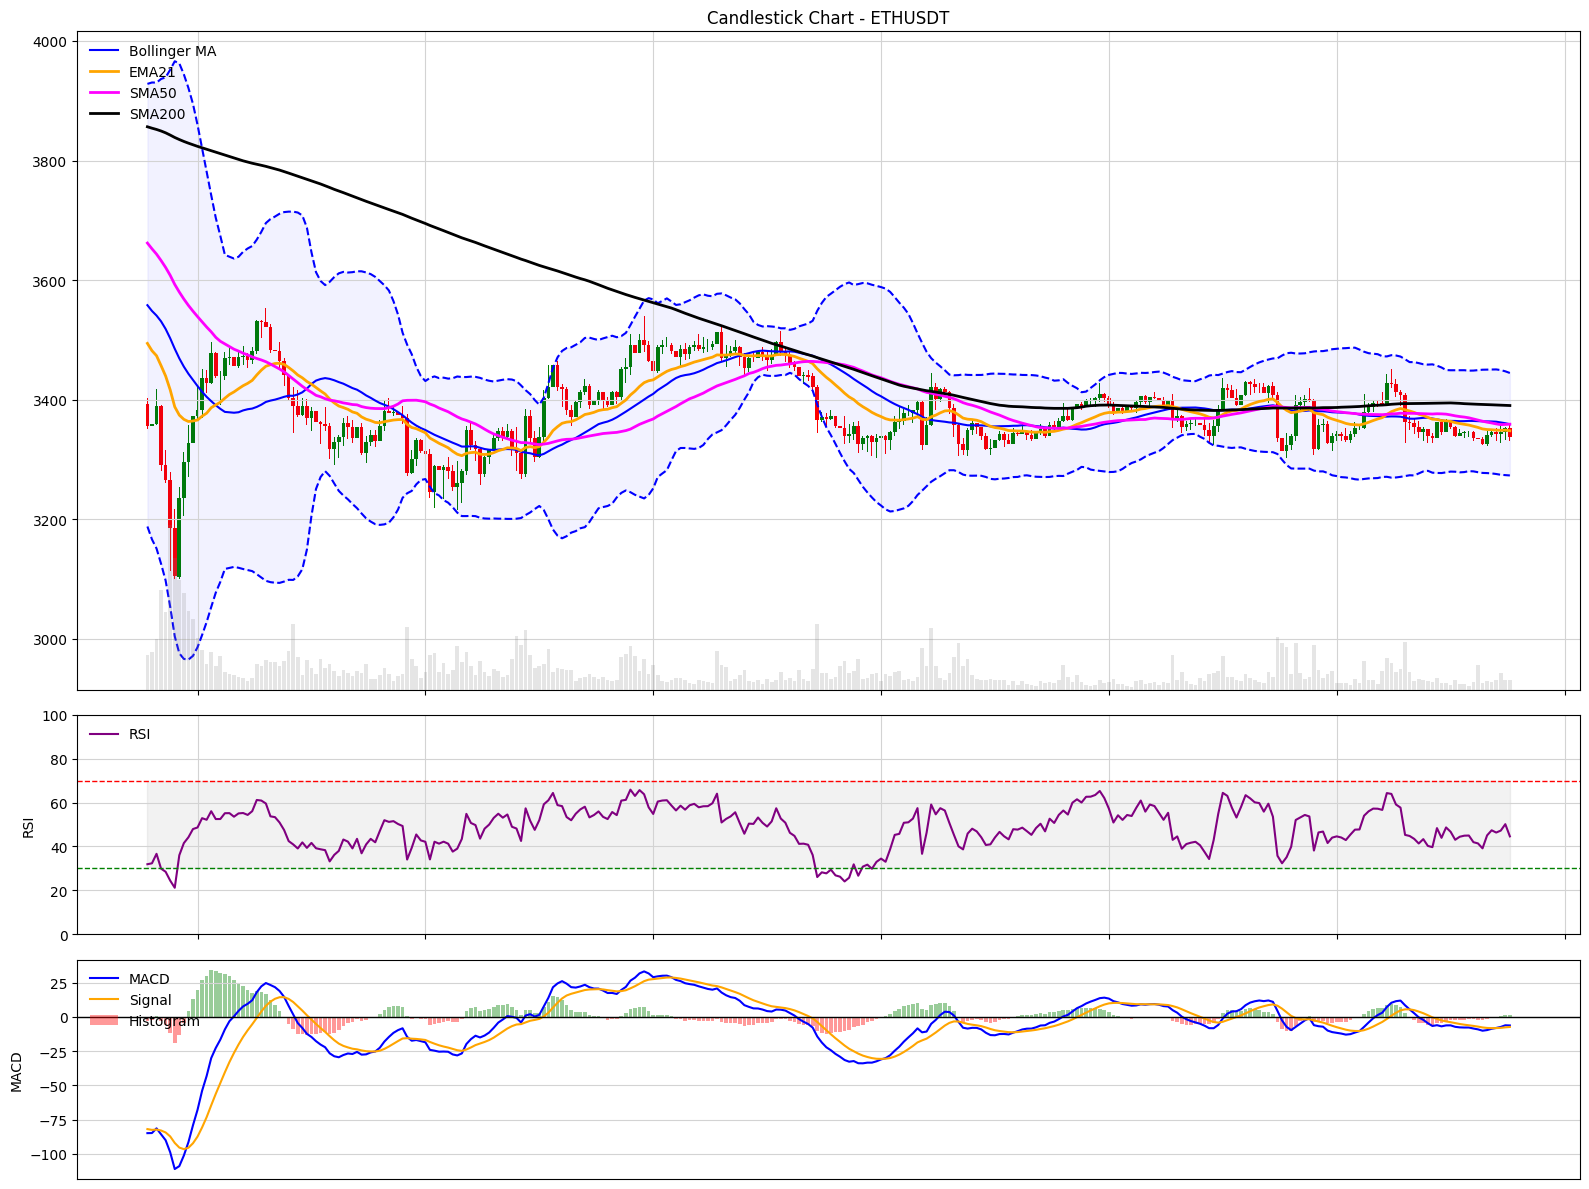 Candlestick Chart - ETHUSDT
4000
3800
3600
3400
3200
3000
Bollinger MA
EMA21
SMA50
SMA200
100
80
60
40
20
0
RSI
RSI
25
0
−25
−50
−75
−100
MACD
MACD
Signal
Histogram